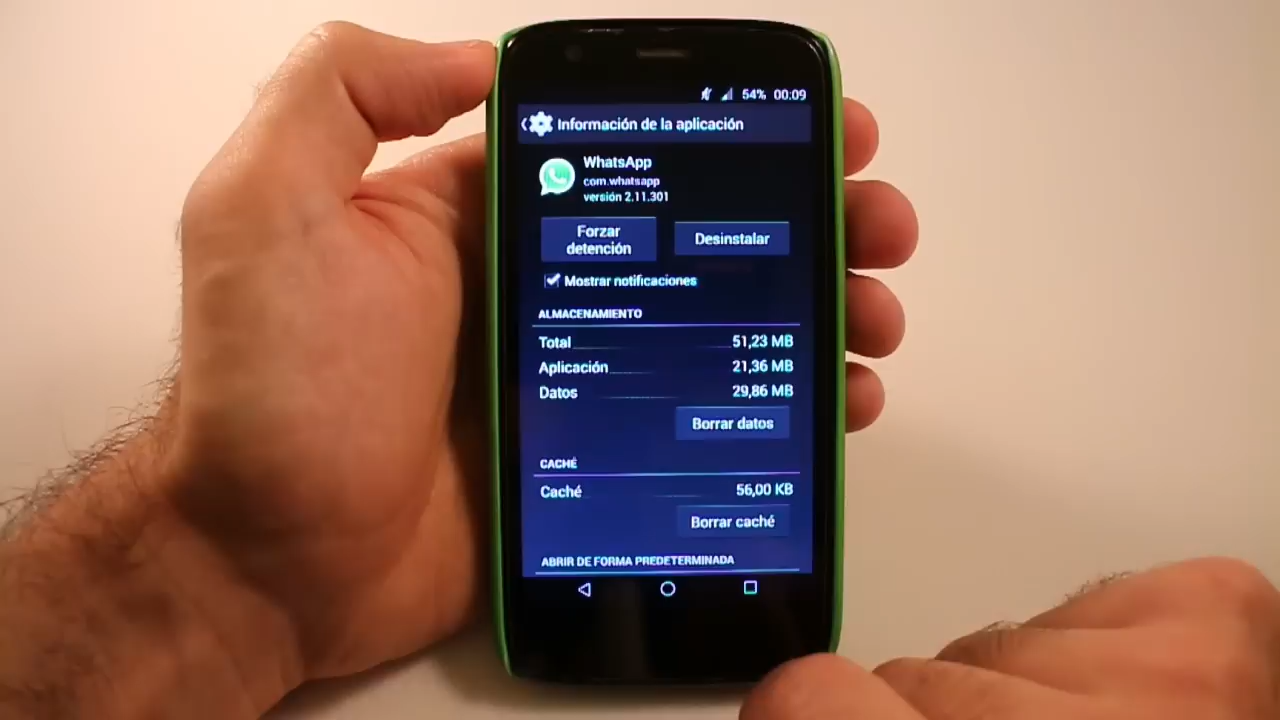 54% 00:09
Información de la aplicación
WhatsApp
com.whatsapp
versión 2.11.301
Forzar
detención
Desinstalar
Mostrar notificaciones
ALMACENAMIENTO
Total 51,23 MB
Aplicación 21,36 MB
Datos 29,86 MB
Borrar datos
CACHÉ
Caché 56,00 KB
Borrar caché
ABRIR DE FORMA PREDETERMINADA